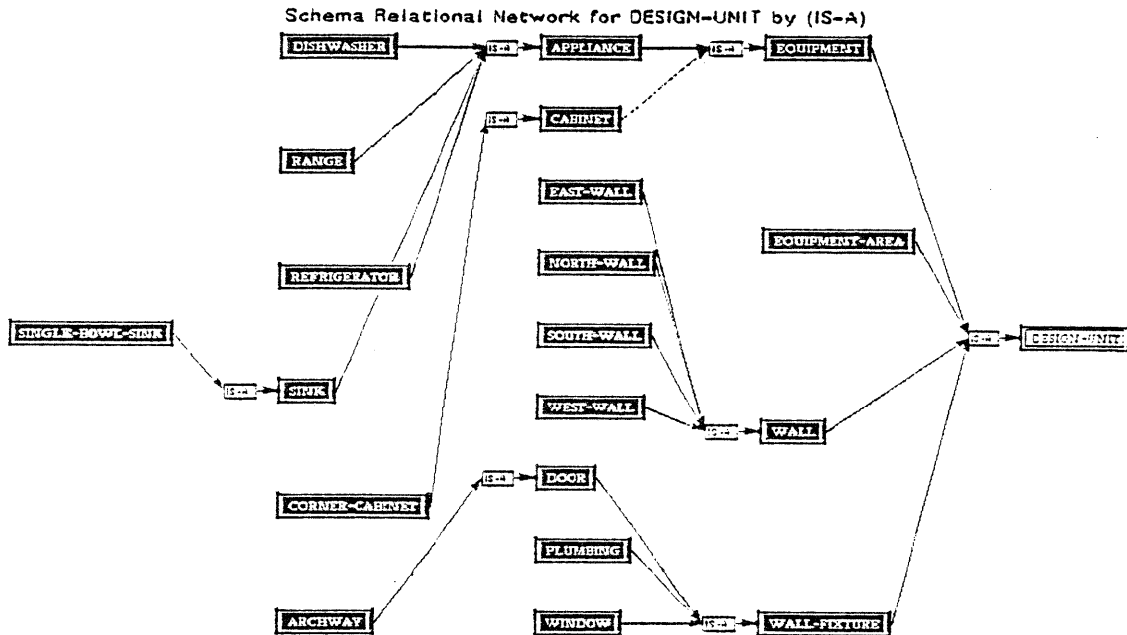 Schema Relational Network for DESIGN-UNIT by (IS-A)
DISHWASHER IS-A APPLIANCE IS-A EQUIPMENT
IS-A CABINET
RANGE
EAST-WALL
EQUIPMENT-AREA
NORTH-WALL
REFRIGERATOR
SINGLE-BOWL-SINK SOUTH-WALL IS-A DESIGN-UNIT
IS-A SINK
WEST-WALL
IS-A WALL
IS-A DOOR
CORNER-CABINET
PLUMBING
ARCHWAY WINDOW IS-A WALL-FIXTURE